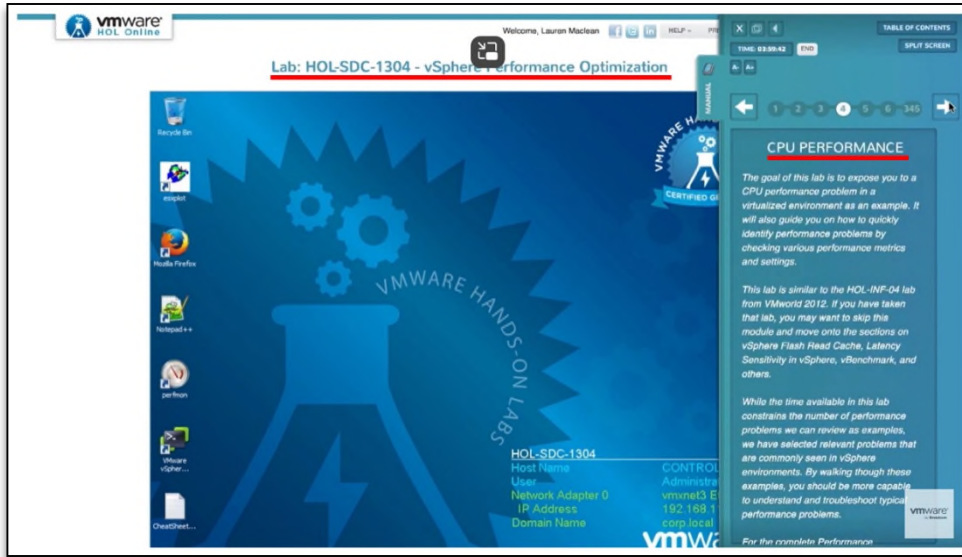 vmware
HOL Online
Welcome, Lauren Maclean
HELP
Lab: HOL-SDC-1304 - vSphere Performance Optimization
Recycle Bin
esxplot
Mozilla Firefox
Notepad++
perfmon
VMware
vSpher...
CheatSheet...
VMWARE HANDS-ON LABS
VMWARE
CERTIFIED
HOL-SDC-1304
Host Name CONTROL
User Administra
Network Adapter 0 vmxnet3 E
IP Address 192.168.1
Domain Name corp.local
TABLE OF CONTENTS
TIME: 03:59:42 END
SPLIT SCREEN
A- A+
MANUAL
1 2 3 4 5 6 345
CPU PERFORMANCE
The goal of this lab is to expose you to a
CPU performance problem in a
virtualized environment as an example. It
will also guide you on how to quickly
identify performance problems by
checking various performance metrics
and settings.
This lab is similar to the HOL-INF-04 lab
from VMworld 2012. If you have taken
that lab, you may want to skip this
module and move onto the sections on
vSphere Flash Read Cache, Latency
Sensitivity in vSphere, vBenchmark, and
others.
While the time available in this lab
constrains the number of performance
problems we can review as examples,
we have selected relevant problems that
are commonly seen in vSphere
environments. By walking though these
examples, you should be more capable
to understand and troubleshoot typical
performance problems.
For the complete Performance
vmware
by Broadcom